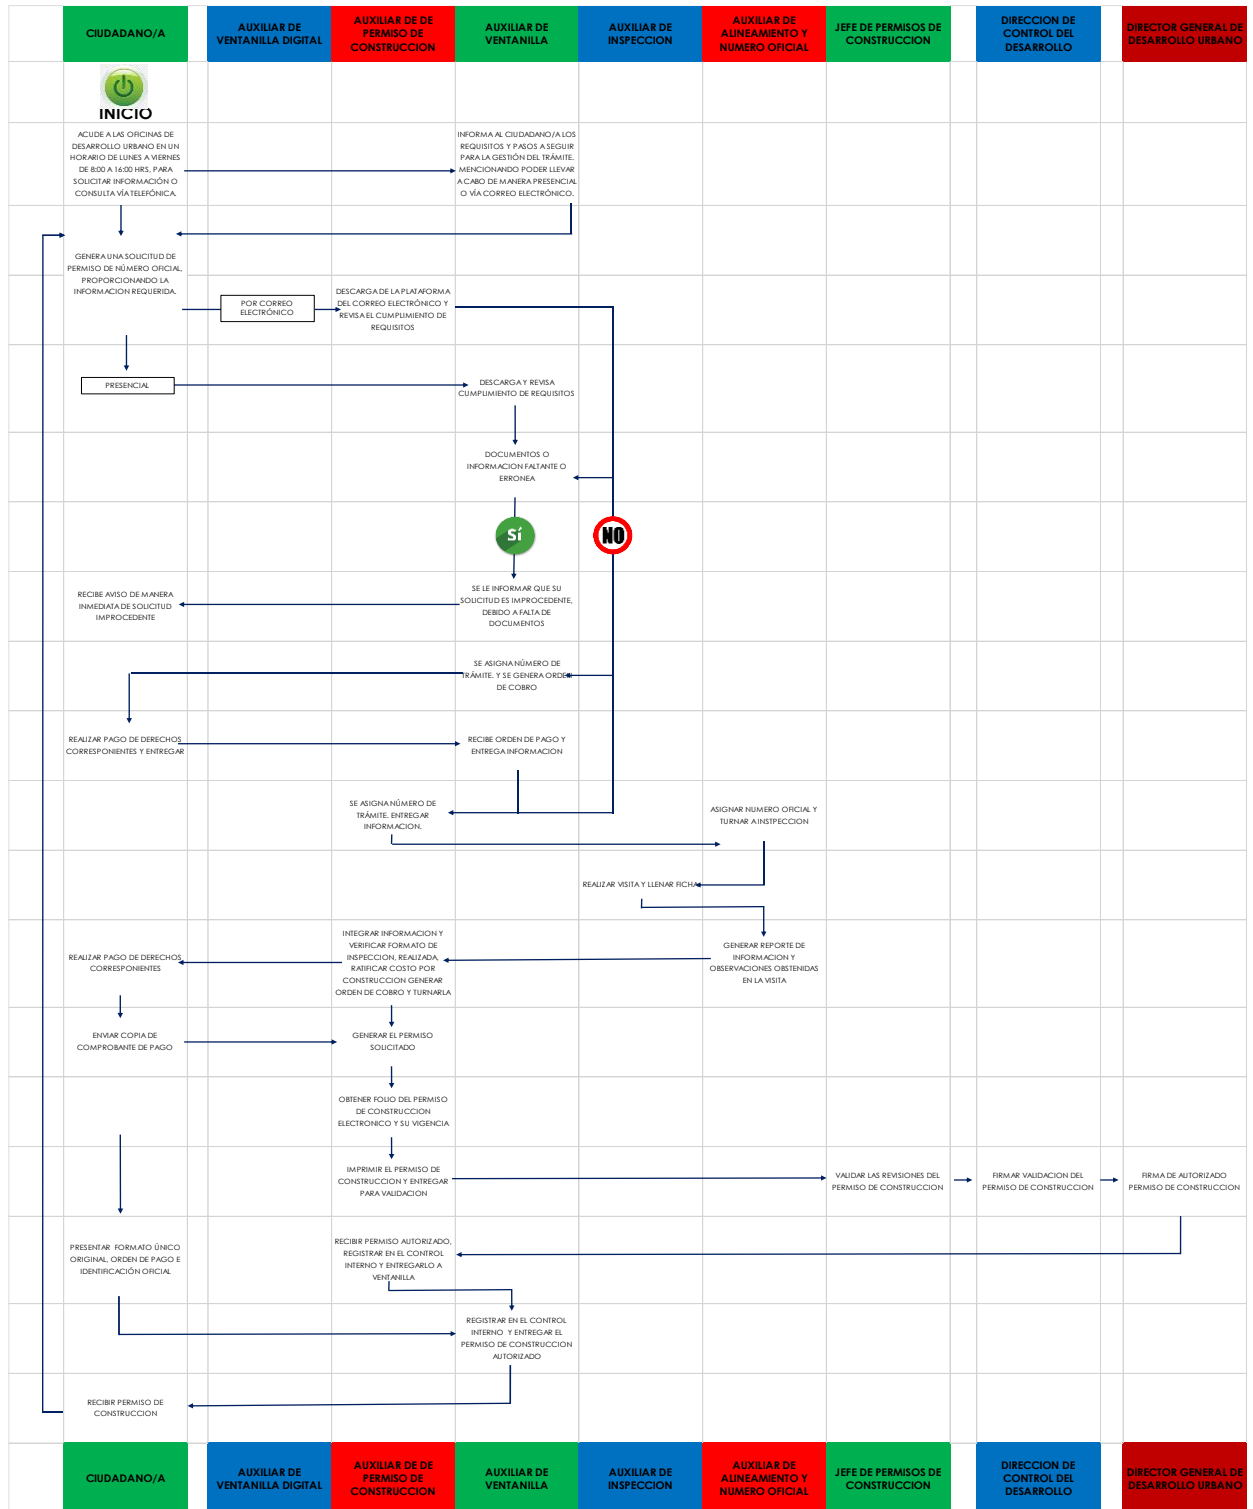 CIUDADANO/A
AUXILIAR DE
VENTANILLA DIGITAL
AUXILIAR DE DE
PERMISO DE
CONSTRUCCION
AUXILIAR DE
VENTANILLA
AUXILIAR DE
INSPECCION
AUXILIAR DE
ALINEAMIENTO Y
NUMERO OFICIAL
JEFE DE PERMISOS DE
CONSTRUCCION
DIRECCION DE
CONTROL DEL
DESARROLLO
DIRECTOR GENERAL DE
DESARROLLO URBANO
INICIO
ACUDE A LAS OFICINAS DE
DESARROLLO URBANO EN UN
HORARIO DE LUNES A VIERNES
DE 8:00 A 16:00 HRS, PARA
SOLICITAR INFORMACIÓN O
CONSULTA VÍA TELEFÓNICA.
INFORMA AL CIUDADANO/A LOS
REQUISITOS Y PASOS A SEGUIR
PARA LA GESTIÓN DEL TRÁMITE.
MENCIONANDO PODER LLEVAR
A CABO DE MANERA PRESENCIAL
O VÍA CORREO ELECTRÓNICO.
GENERA UNA SOLICITUD DE
PERMISO DE NÚMERO OFICIAL,
PROPORCIONANDO LA
INFORMACION REQUERIDA.
POR CORREO
ELECTRÓNICO
DESCARGA DE LA PLATAFORMA
DEL CORREO ELECTRÓNICO Y
REVISA EL CUMPLIMIENTO DE
REQUISITOS
PRESENCIAL
DESCARGA Y REVISA
CUMPLIMIENTO DE REQUISITOS
DOCUMENTOS O
INFORMACION FALTANTE O
ERRONEA
Sí
NO
RECIBE AVISO DE MANERA
INMEDIATA DE SOLICITUD
IMPROCEDENTE
SE LE INFORMAR QUE SU
SOLICITUD ES IMPROCEDENTE,
DEBIDO A FALTA DE
DOCUMENTOS
SE ASIGNA NÚMERO DE
TRÁMITE. Y SE GENERA ORDEN
DE COBRO
REALIZAR PAGO DE DERECHOS
CORRESPONIENTES Y ENTREGAR
RECIBE ORDEN DE PAGO Y
ENTREGA INFORMACION
SE ASIGNA NÚMERO DE
TRÁMITE. ENTREGAR
INFORMACION.
ASIGNAR NUMERO OFICIAL Y
TURNAR A INSTPECCION
REALIZAR VISITA Y LLENAR FICHA
REALIZAR PAGO DE DERECHOS
CORRESPONIENTES
INTEGRAR INFORMACION Y
VERIFICAR FORMATO DE
INSPECCION, REALIZADA,
RATIFICAR COSTO POR
CONSTRUCCION GENERAR
ORDEN DE COBRO Y TURNARLA
GENERAR REPORTE DE
INFORMACION Y
OBSERVACIONES OBSTENIDAS
EN LA VISITA
ENVIAR COPIA DE
COMPROBANTE DE PAGO
GENERAR EL PERMISO
SOLICITADO
OBTENER FOLIO DEL PERMISO
DE CONSTRUCCION
ELECTRONICO Y SU VIGENCIA
IMPRIMIR EL PERMISO DE
CONSTRUCCION Y ENTREGAR
PARA VALIDACION
VALIDAR LAS REVISIONES DEL
PERMISO DE CONSTRUCCION
FIRMAR VALIDACION DEL
PERMISO DE CONSTRUCCION
FIRMA DE AUTORIZADO
PERMISO DE CONSTRUCCION
PRESENTAR FORMATO ÚNICO
ORIGINAL, ORDEN DE PAGO E
IDENTIFICACIÓN OFICIAL
RECIBIR PERMISO AUTORIZADO,
REGISTRAR EN EL CONTROL
INTERNO Y ENTREGARLO A
VENTANILLA
REGISTRAR EN EL CONTROL
INTERNO Y ENTREGAR EL
PERMISO DE CONSTRUCCION
AUTORIZADO
RECIBIR PERMISO DE
CONSTRUCCION
CIUDADANO/A
AUXILIAR DE
VENTANILLA DIGITAL
AUXILIAR DE DE
PERMISO DE
CONSTRUCCION
AUXILIAR DE
VENTANILLA
AUXILIAR DE
INSPECCION
AUXILIAR DE
ALINEAMIENTO Y
NUMERO OFICIAL
JEFE DE PERMISOS DE
CONSTRUCCION
DIRECCION DE
CONTROL DEL
DESARROLLO
DIRECTOR GENERAL DE
DESARROLLO URBANO